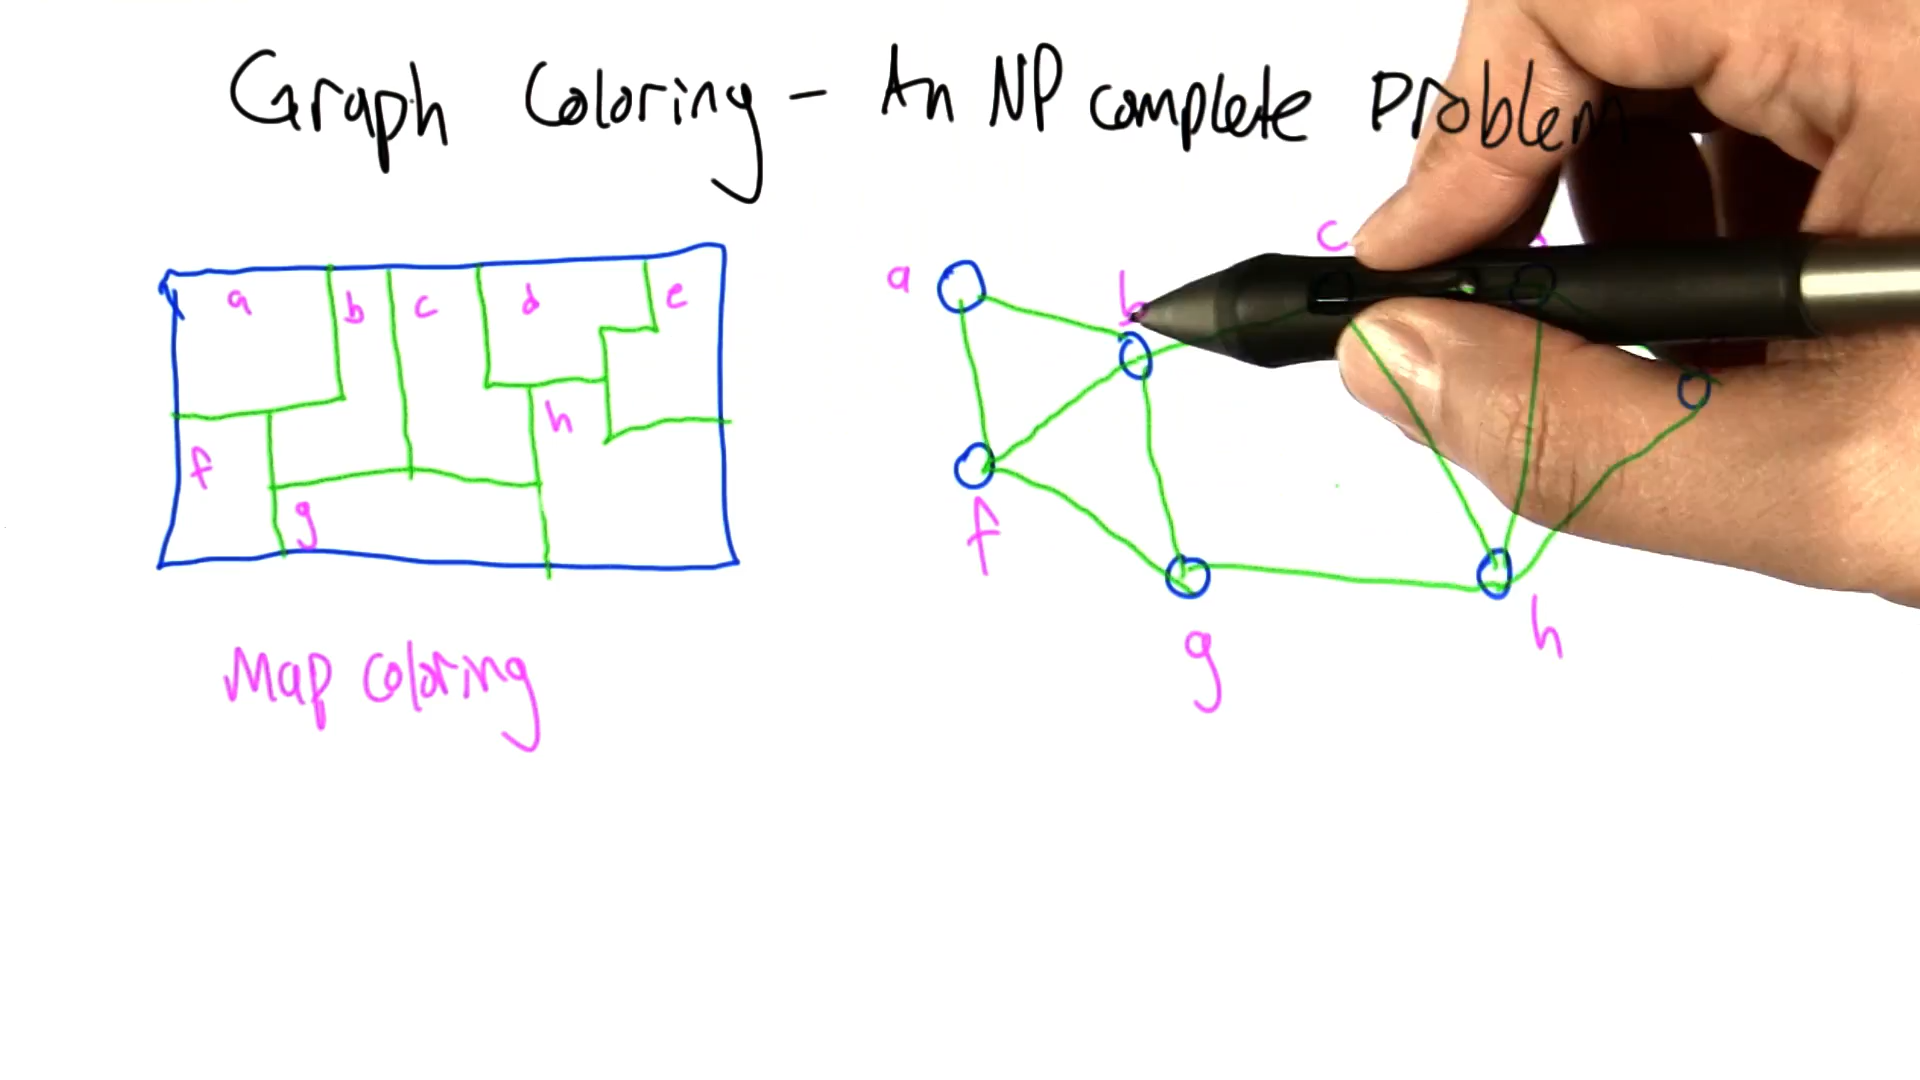 Graph Coloring - An NP complete Problem
a b c d e
h
f
g
Map Coloring
c
a b
f
g h